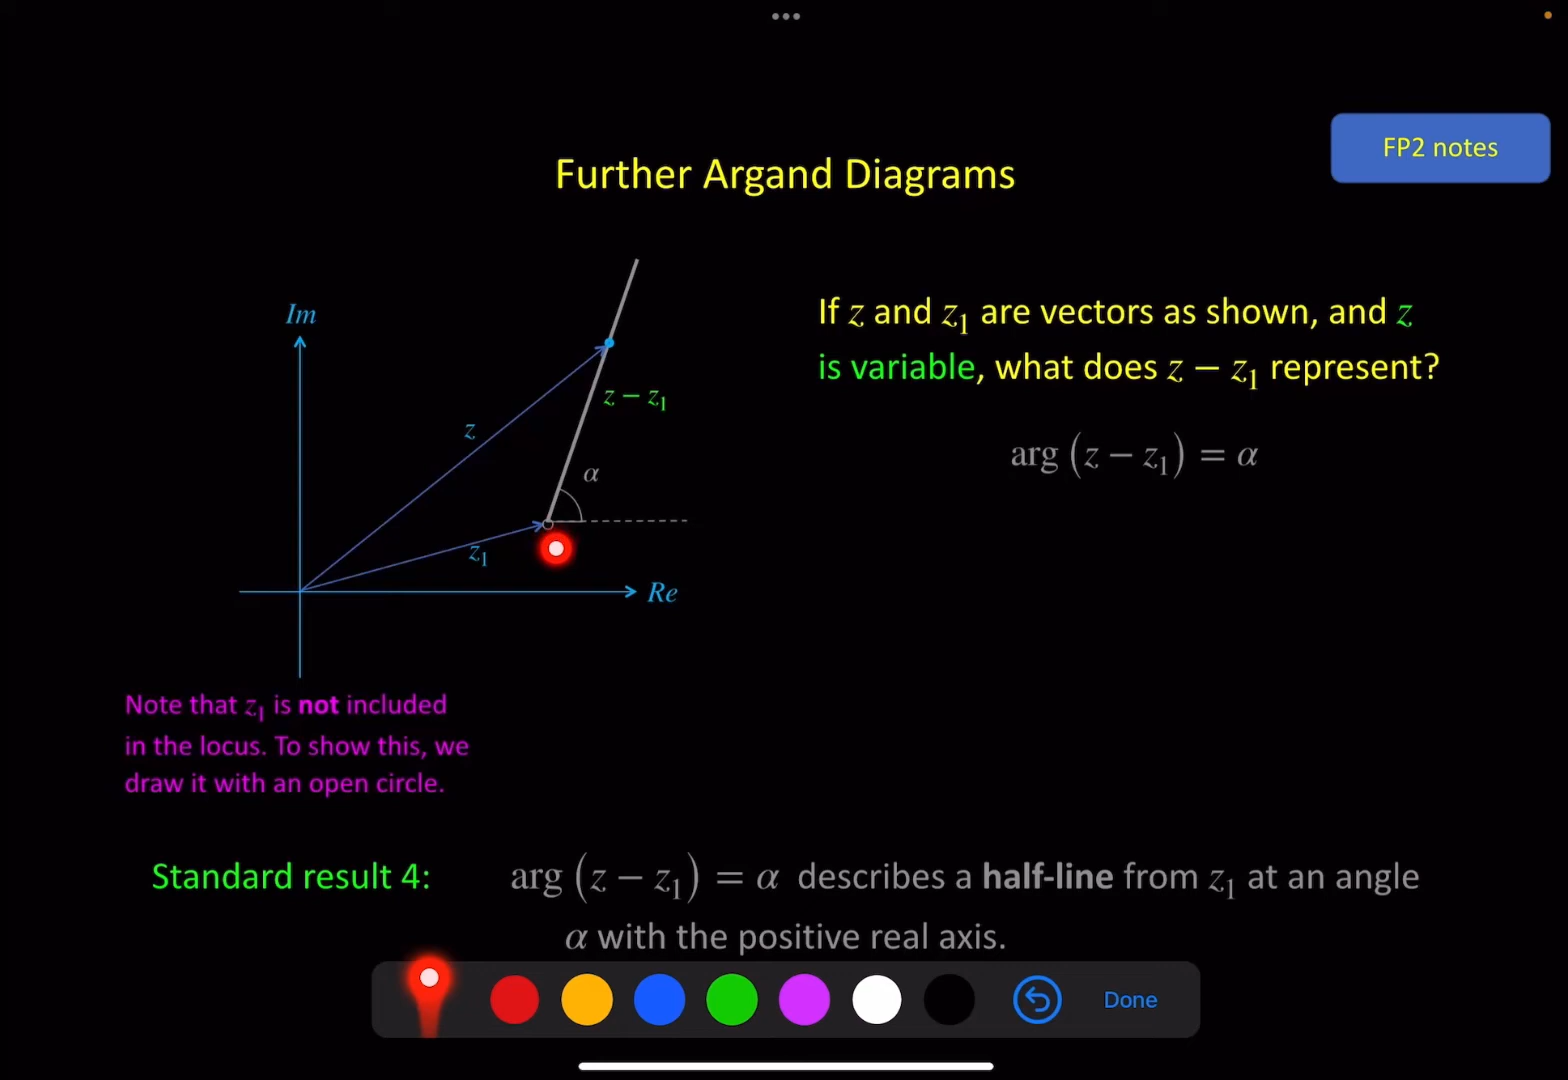 FP2 notes
Further Argand Diagrams
Im
z
z − z₁
α
z₁
Re
If z and z₁ are vectors as shown, and z
is variable, what does z − z₁ represent?
arg (z − z₁) = α
Note that z₁ is not included
in the locus. To show this, we
draw it with an open circle.
Standard result 4: arg (z − z₁) = α describes a half-line from z₁ at an angle
α with the positive real axis.
Done